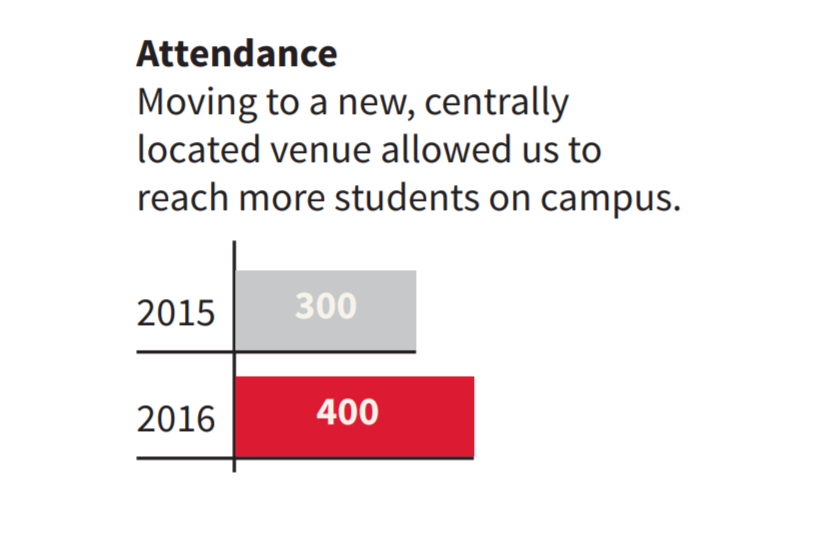 Attendance
Moving to a new, centrally
located venue allowed us to
reach more students on campus.
2015 300
2016 400